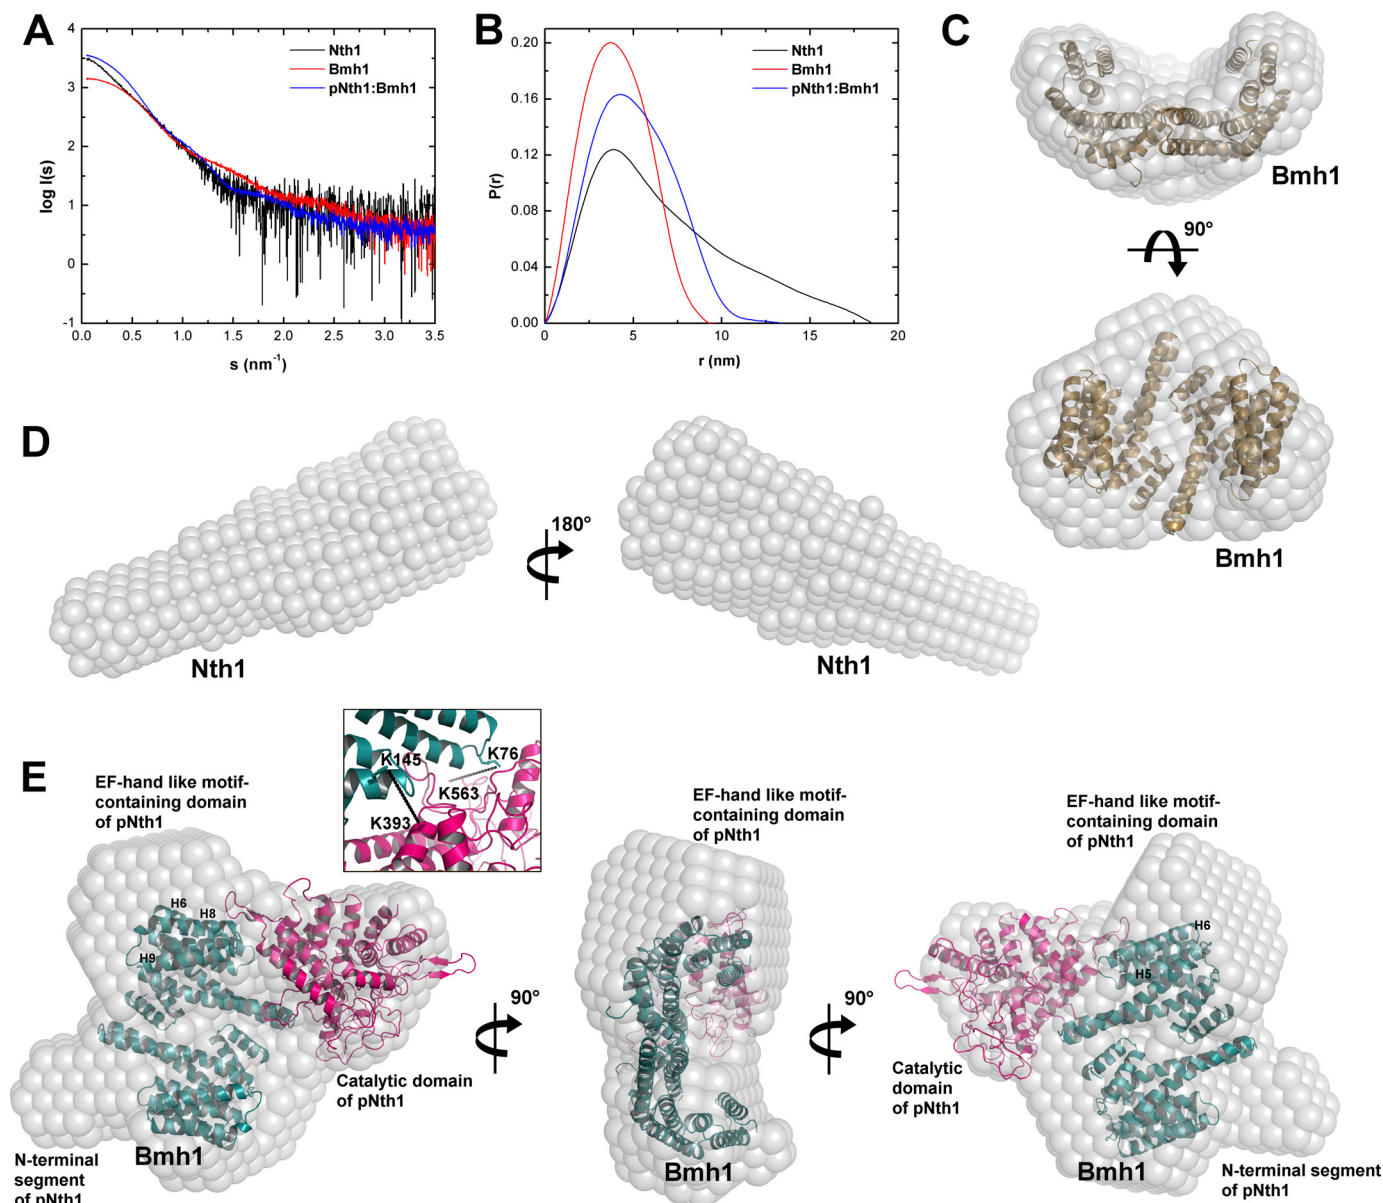 A
Nth1
Bmh1
pNth1:Bmh1
log I(s)
4
3
2
1
0
-1
0.0 0.5 1.0 1.5 2.0 2.5 3.0 3.5
s (nm⁻¹)
B
Nth1
Bmh1
pNth1:Bmh1
P(r)
0.20
0.16
0.12
0.08
0.04
0.00
0 5 10 15 20
r (nm)
C
Bmh1
90°
Bmh1
D
Nth1
180°
Nth1
E
EF-hand like motif-
containing domain
of pNth1
K145
K76
K563
K393
H6
H8
H9
Catalytic domain
of pNth1
Bmh1
N-terminal
segment
of pNth1
90°
EF-hand like motif-
containing domain
of pNth1
Bmh1
90°
EF-hand like motif-
containing domain
of pNth1
H6
H5
Catalytic
domain
of pNth1
Bmh1
N-terminal segment
of pNth1